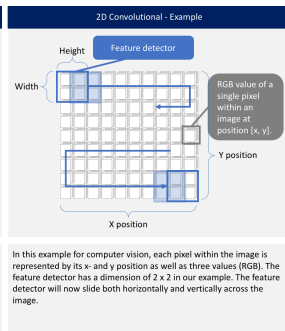 2D Convolutional - Example
Height
Feature detector
Width
RGB value of a
single pixel
within an
image at
position [x, y].
Y position
X position
In this example for computer vision, each pixel within the image is
represented by its x- and y position as well as three values (RGB). The
feature detector has a dimension of 2 x 2 in our example. The feature
detector will now slide both horizontally and vertically across the
image.